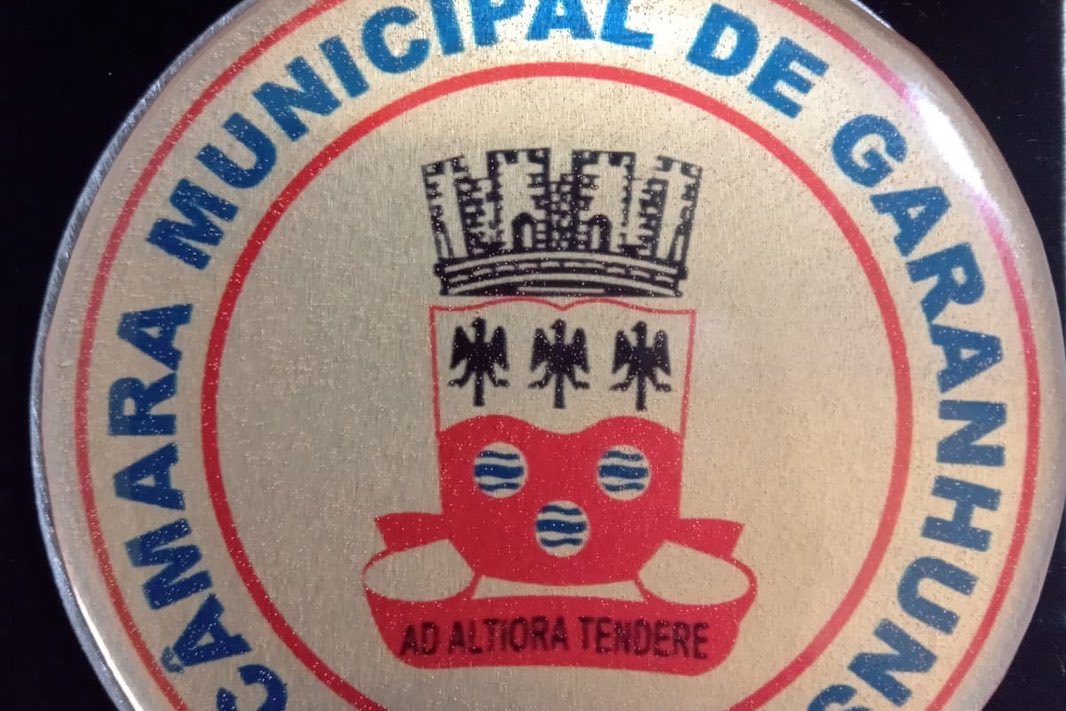 CÂMARA MUNICIPAL DE GARANHUNS
AD ALTIORA TENDERE